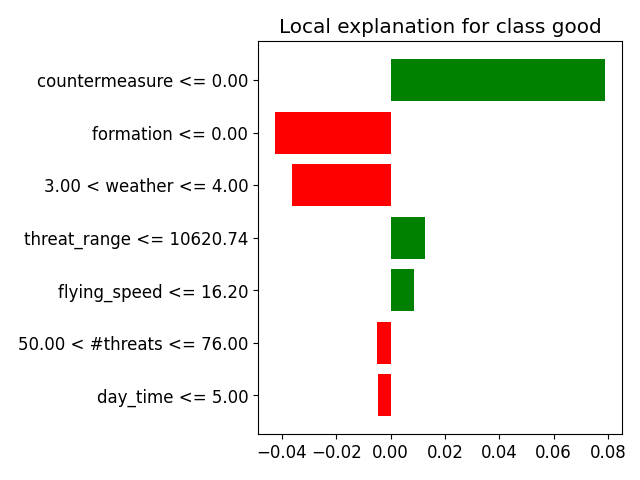 Local explanation for class good
countermeasure <= 0.00
formation <= 0.00
3.00 < weather <= 4.00
threat_range <= 10620.74
flying_speed <= 16.20
50.00 < #threats <= 76.00
day_time <= 5.00
−0.04 −0.02 0.00 0.02 0.04 0.06 0.08